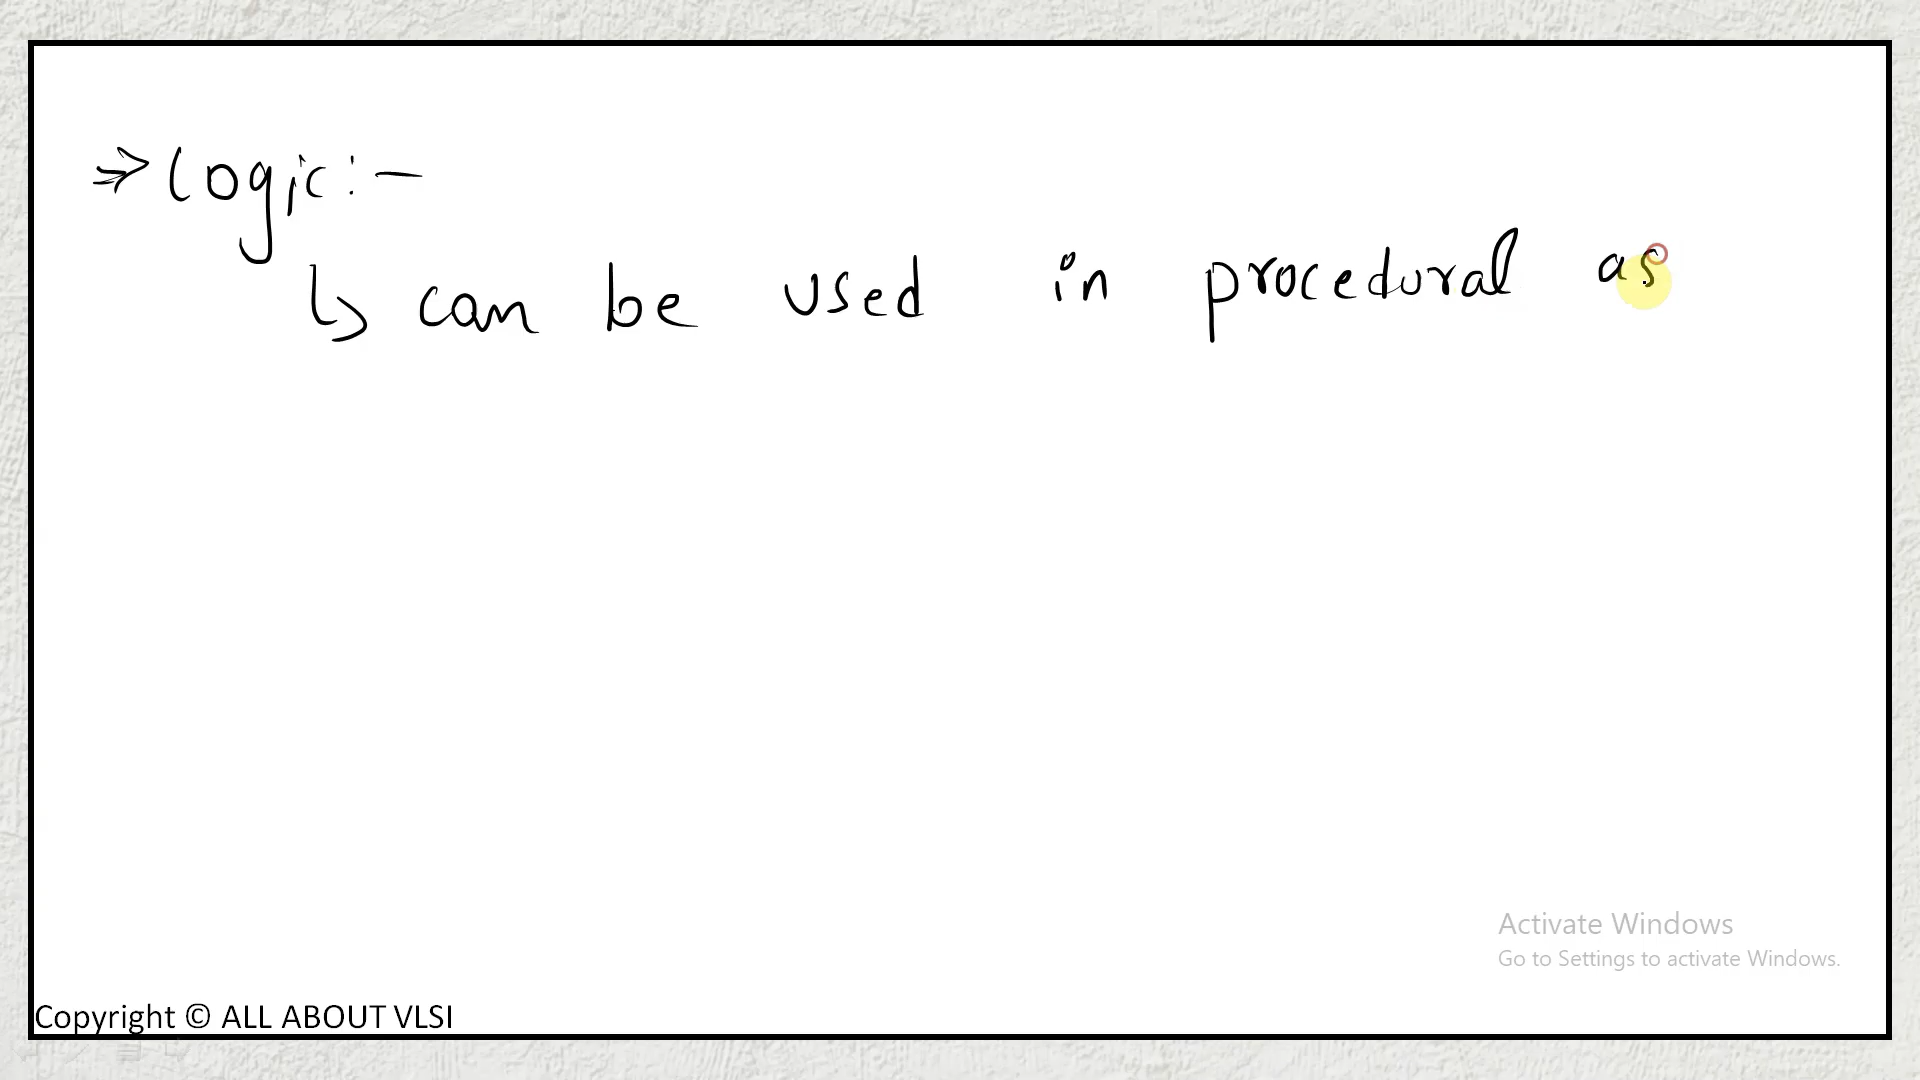 ⇒ Logic:-
↳ can be used in procedural as
Activate Windows
Go to Settings to activate Windows.
Copyright © ALL ABOUT VLSI